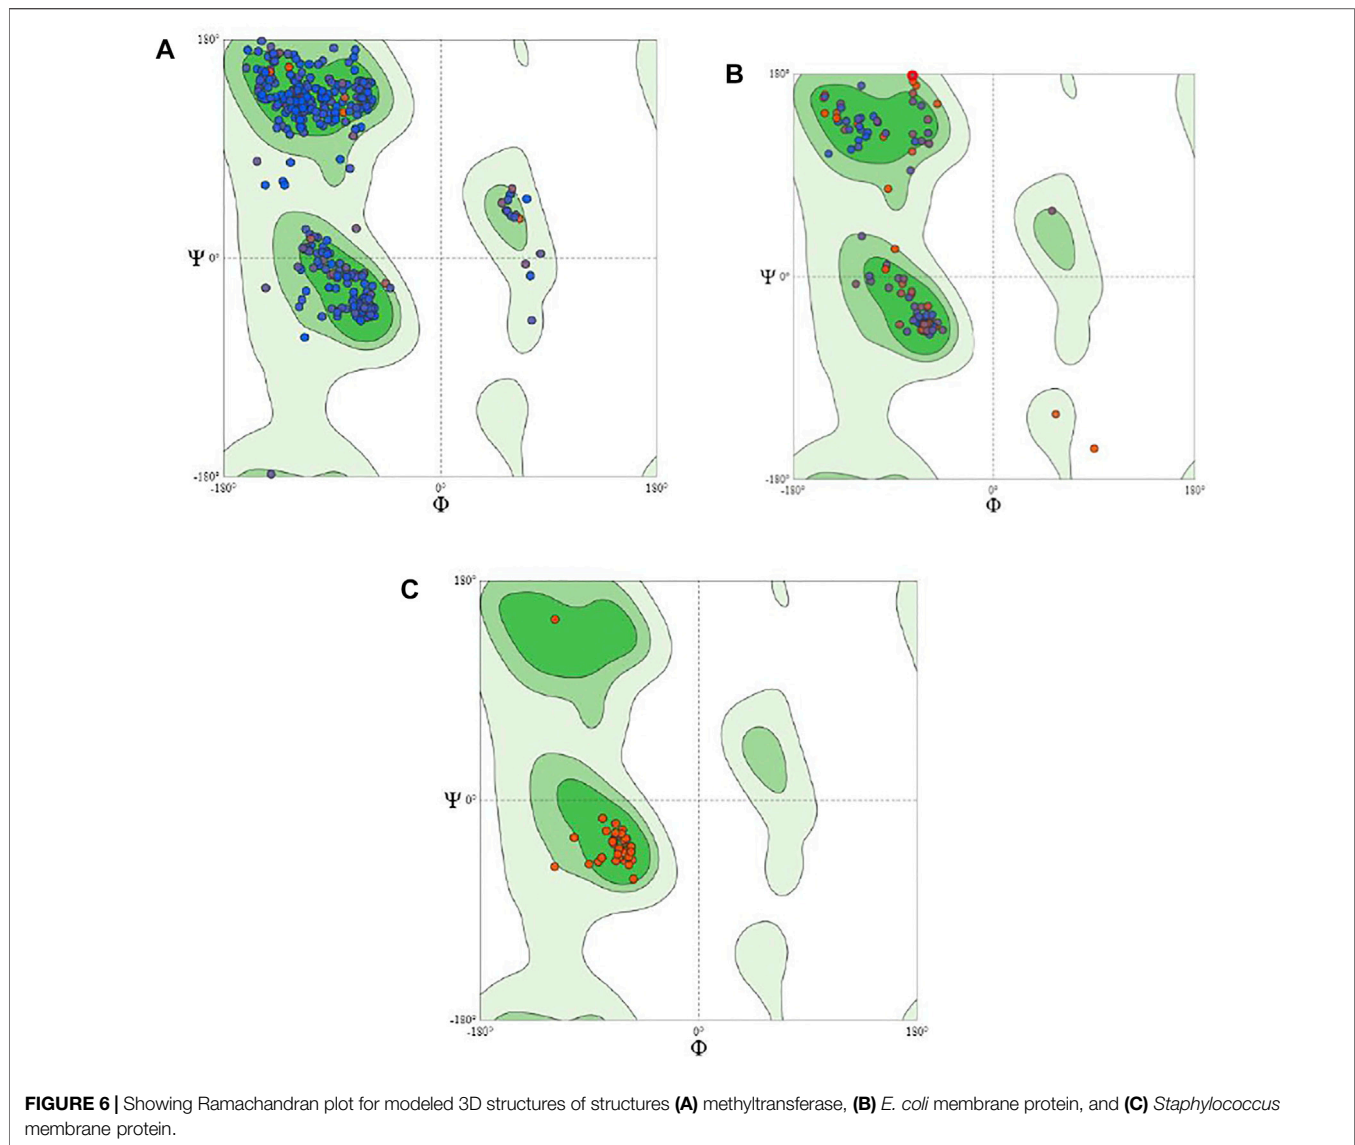 A
180°
Ψ 0°
-180°
-180°
0°
180°
Φ
B
180°
Ψ 0°
-180°
-180°
0°
180°
Φ
C
180°
Ψ 0°
-180°
-180°
0°
180°
Φ
FIGURE 6 | Showing Ramachandran plot for modeled 3D structures of structures (A) methyltransferase, (B) E. coli membrane protein, and (C) Staphylococcus
membrane protein.